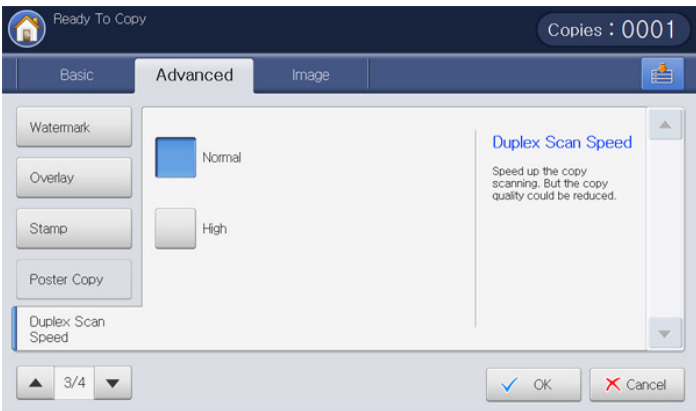 Ready To Copy
Copies : 0001
Basic
Advanced
Image
Watermark
Overlay
Stamp
Poster Copy
Duplex Scan
Speed
Normal
High
Duplex Scan Speed
Speed up the copy
scanning. But the copy
quality could be reduced.
3/4
OK
Cancel